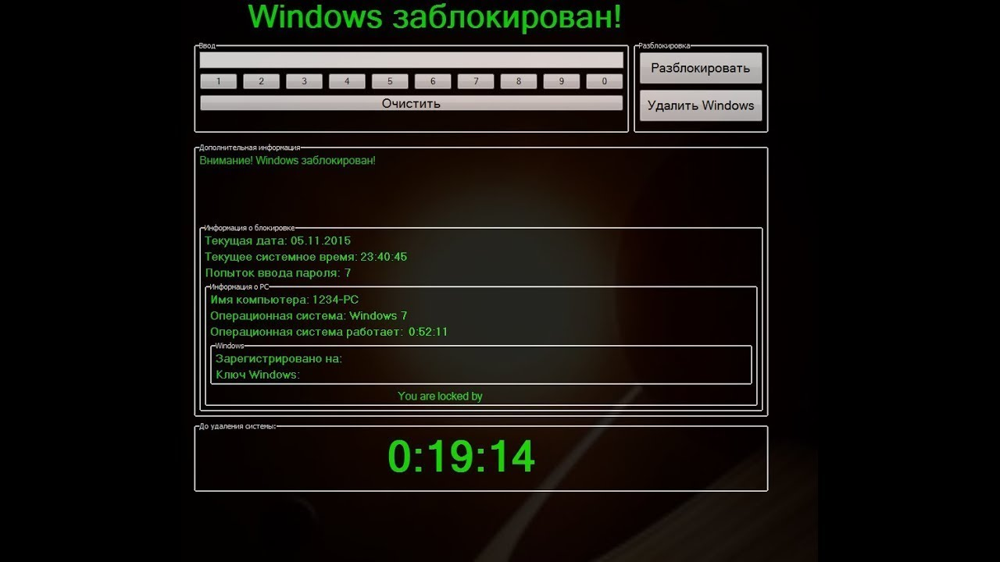 Windows заблокирован!
Ввод
Разблокировка
1 2 3 4 5 6 7 8 9 0
Очистить
Разблокировать
Удалить Windows
Дополнительная информация
Внимание! Windows заблокирован!
Информация о блокировке
Текущая дата: 05.11.2015
Текущее системное время: 23:40:45
Попыток ввода пароля: 7
Информация о PC
Имя компьютера: 1234-PC
Операционная система: Windows 7
Операционная система работает: 0:52:11
Windows
Зарегистрировано на:
Ключ Windows:
You are locked by
До удаления системы:
0:19:14